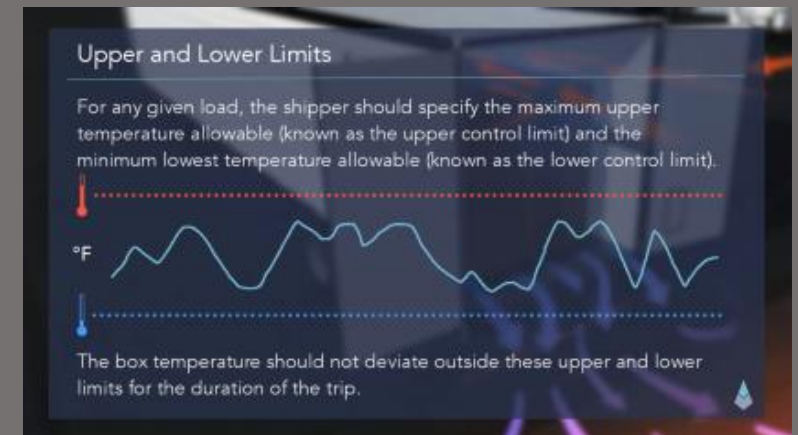 Upper and Lower Limits
For any given load, the shipper should specify the maximum upper
temperature allowable (known as the upper control limit) and the
minimum lowest temperature allowable (known as the lower control limit).
°F
The box temperature should not deviate outside these upper and lower
limits for the duration of the trip.